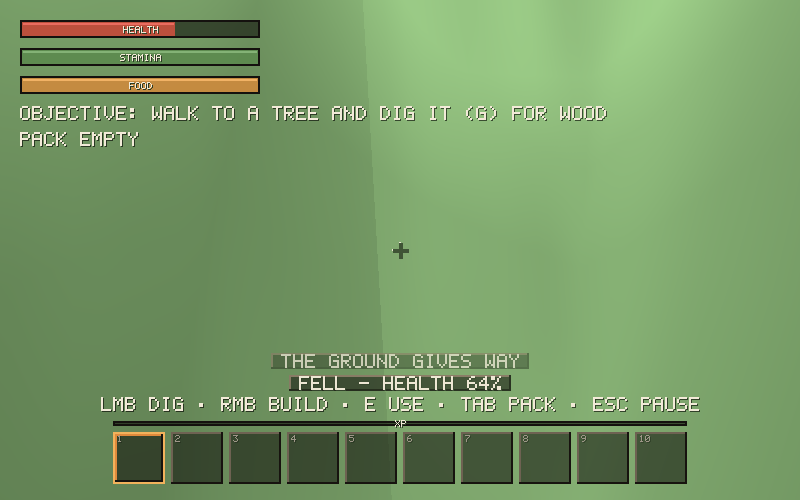 HEALTH
STAMINA
FOOD
OBJECTIVE: WALK TO A TREE AND DIG IT (G) FOR WOOD
PACK EMPTY
THE GROUND GIVES WAY
FELL – HEALTH 64%
LMB DIG · RMB BUILD · E USE · TAB PACK · ESC PAUSE
XP
1 2 3 4 5 6 7 8 9 10